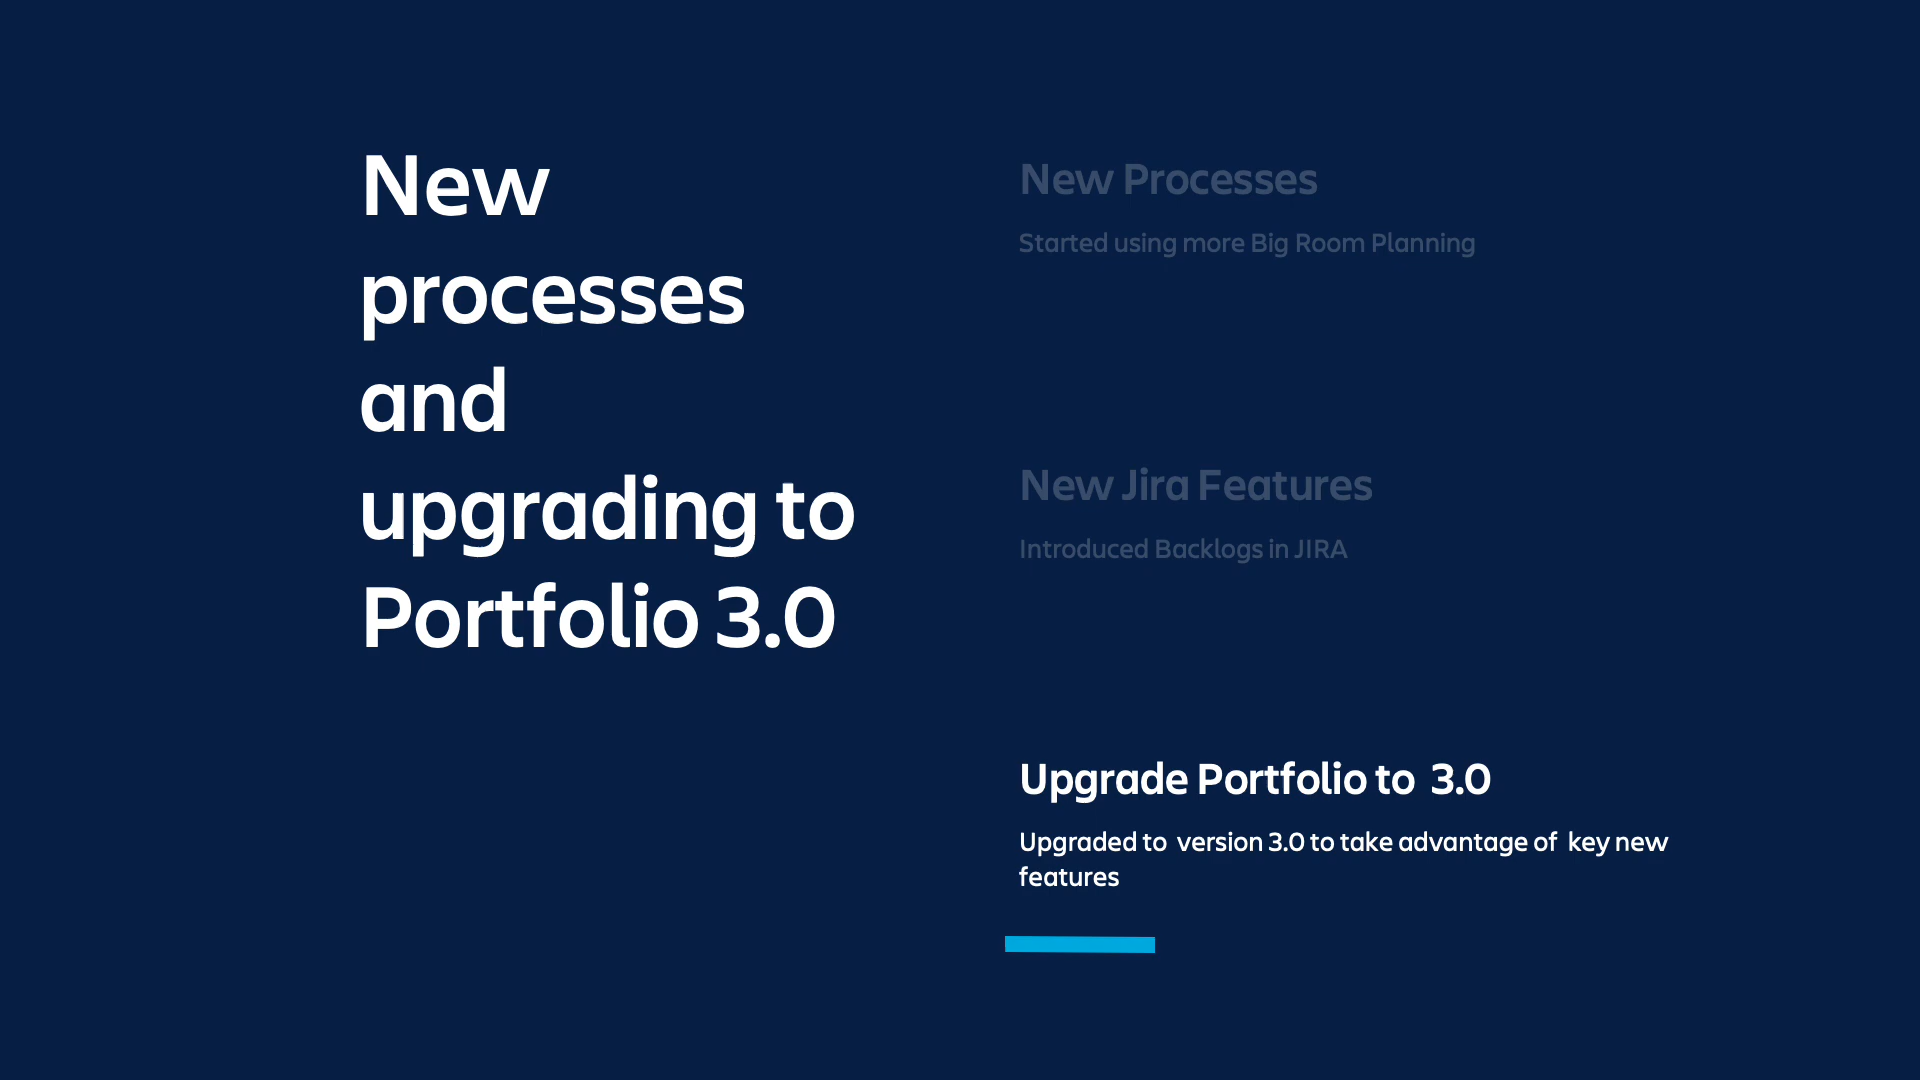 New
processes
and
upgrading to
Portfolio 3.0
New Processes
Started using more Big Room Planning
New Jira Features
Introduced Backlogs in JIRA
Upgrade Portfolio to  3.0
Upgraded to  version 3.0 to take advantage of  key new
features